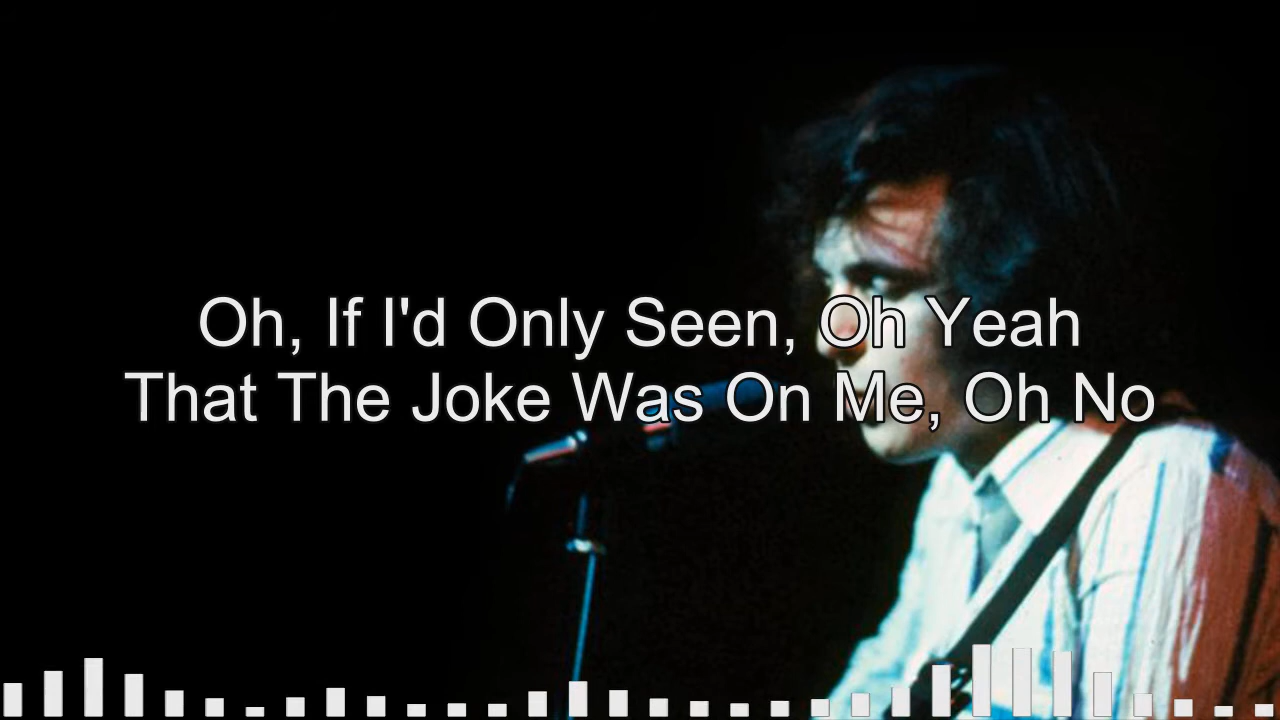 Oh, If I'd Only Seen, Oh Yeah
That The Joke Was On Me, Oh No